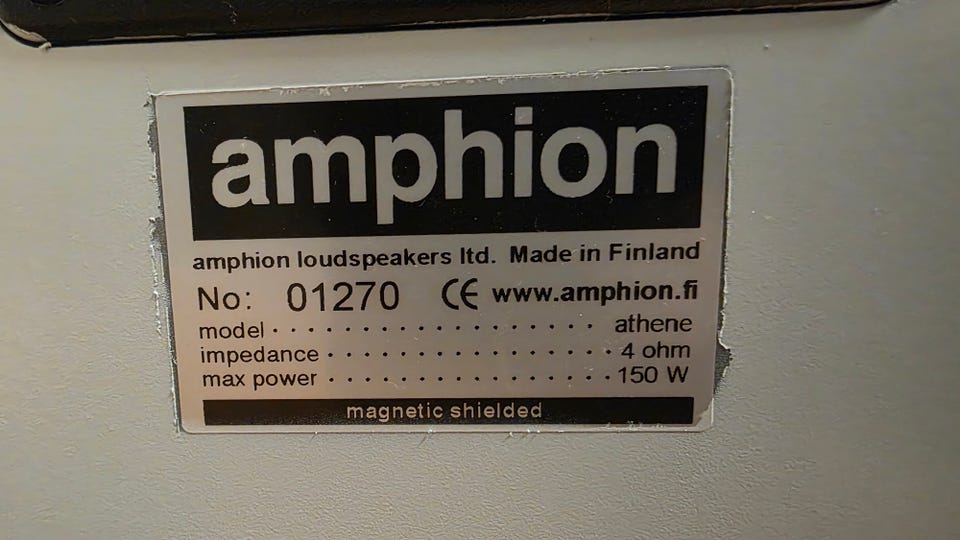 amphion
amphion loudspeakers ltd. Made in Finland
No: 01270 CE www.amphion.fi
model · · · · · · · · · · · · · · · · · · athene
impedance · · · · · · · · · · · · · · · · 4 ohm
max power · · · · · · · · · · · · · · · · 150 W
magnetic shielded